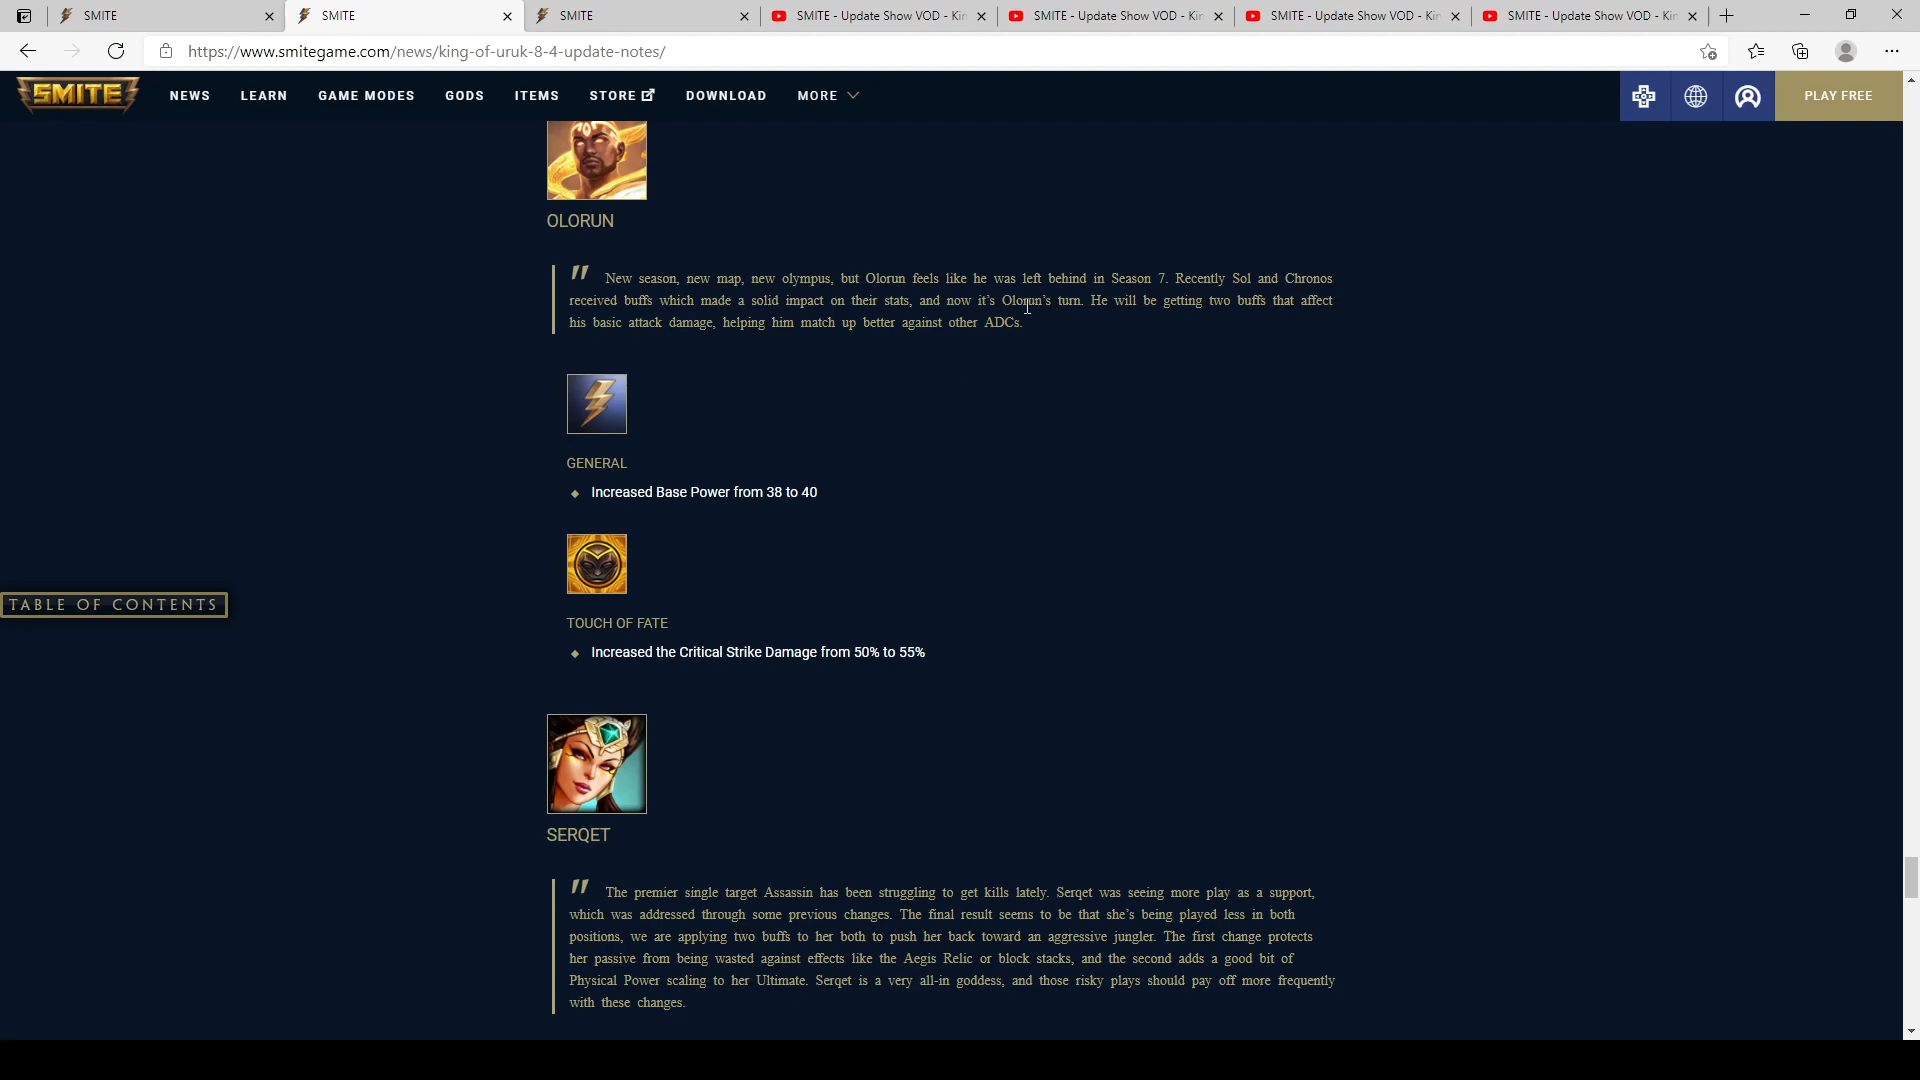 SMITE
SMITE
SMITE
SMITE - Update Show VOD - Kin
SMITE - Update Show VOD - Kin
SMITE - Update Show VOD - Kin
SMITE - Update Show VOD - Kin
https://www.smitegame.com/news/king-of-uruk-8-4-update-notes/
SMITE
NEWS
LEARN
GAME MODES
GODS
ITEMS
STORE
DOWNLOAD
MORE
PLAY FREE
OLORUN
" New season, new map, new olympus, but Olorun feels like he was left behind in Season 7. Recently Sol and Chronos
received buffs which made a solid impact on their stats, and now it's Olorun's turn. He will be getting two buffs that affect
his basic attack damage, helping him match up better against other ADCs.
GENERAL
Increased Base Power from 38 to 40
TABLE OF CONTENTS
TOUCH OF FATE
Increased the Critical Strike Damage from 50% to 55%
SERQET
" The premier single target Assassin has been struggling to get kills lately. Serqet was seeing more play as a support,
which was addressed through some previous changes. The final result seems to be that she's being played less in both
positions, we are applying two buffs to her both to push her back toward an aggressive jungler. The first change protects
her passive from being wasted against effects like the Aegis Relic or block stacks, and the second adds a good bit of
Physical Power scaling to her Ultimate. Serqet is a very all-in goddess, and those risky plays should pay off more frequently
with these changes.